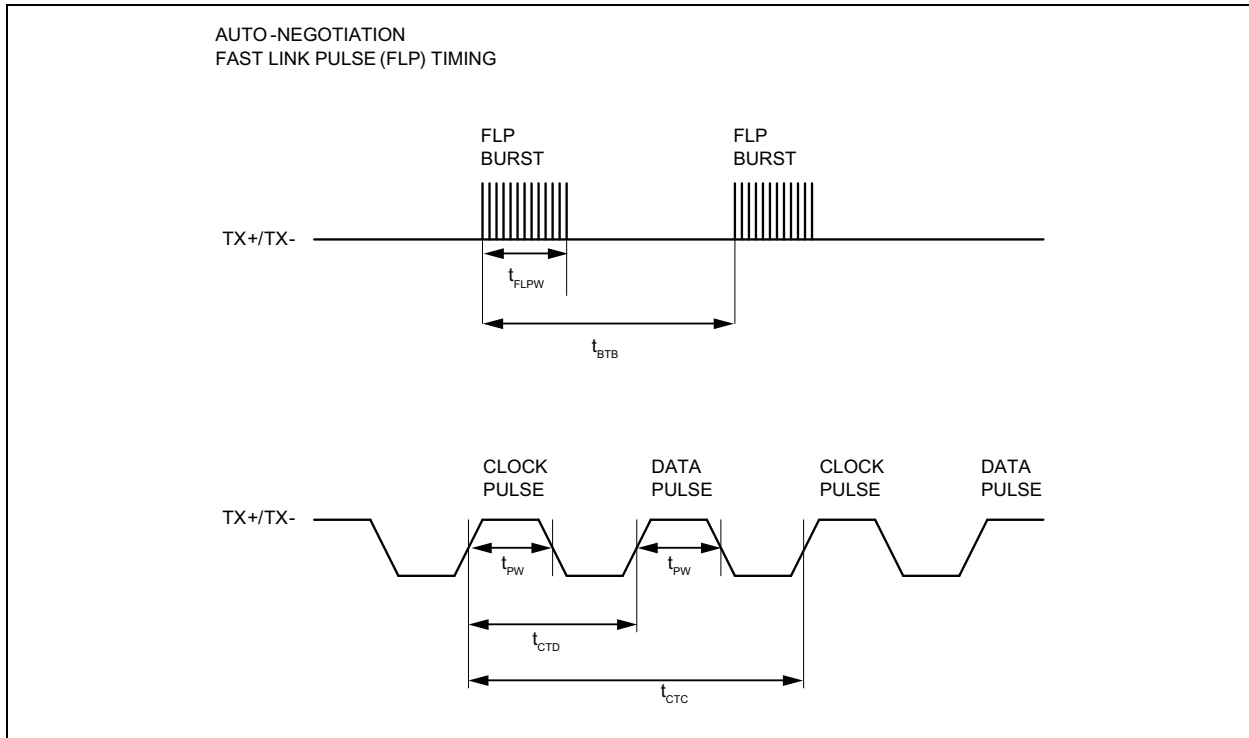 AUTO -NEGOTIATION
FAST LINK PULSE (FLP) TIMING
FLP
BURST
FLP
BURST
TX+/TX-
tFLPW
tBTB
CLOCK
PULSE
DATA
PULSE
CLOCK
PULSE
DATA
PULSE
TX+/TX-
tPW
tPW
tCTD
tCTC